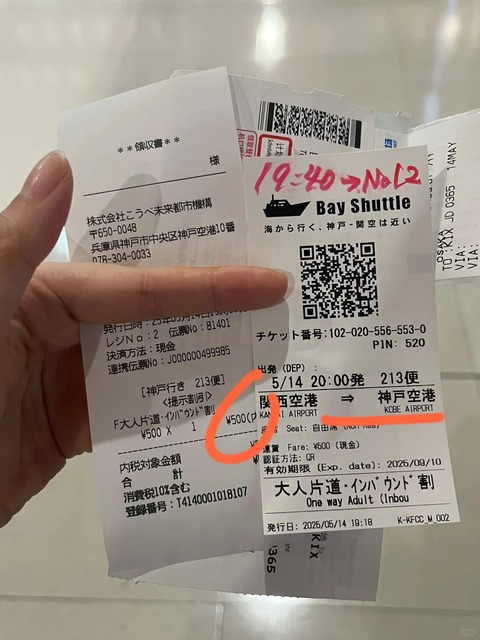 **領収書**
様
株式会社こうべ未来都市機構
〒650-0048
兵庫県神戸市中央区神戸空港10番
078-304-0033
レジNo:2 伝票No:81401
決済方法:現金
連携伝票No:J000000499985
[神戸行き 213便]
<提示割引>
F大人片道・インバウンド割
¥500 X 1 ¥500
内税対象金額
合 計
消費税10%含む
登録番号:T4140001018107
19:40→No12
Bay Shuttle
海から行く、神戸-関空は近い
チケット番号:102-020-556-553-0
PIN: 520
出発(DEP):
5/14 20:00発 213便
関西空港 ⇒ 神戸空港
KANSAI AIRPORT KOBE AIRPORT
Seat: 自由席
運賃 Fare: ¥500 (現金)
認証方法: QR
有効期限 (Exp. date): 2025/09/10
大人片道・インバウンド割
One way Adult (Inbou
発行日: 2025/05/14 19:18 K-KFCC_M_002
OSAKA
TO:KIX JD 0365 14MAY
VIA:
VIA: